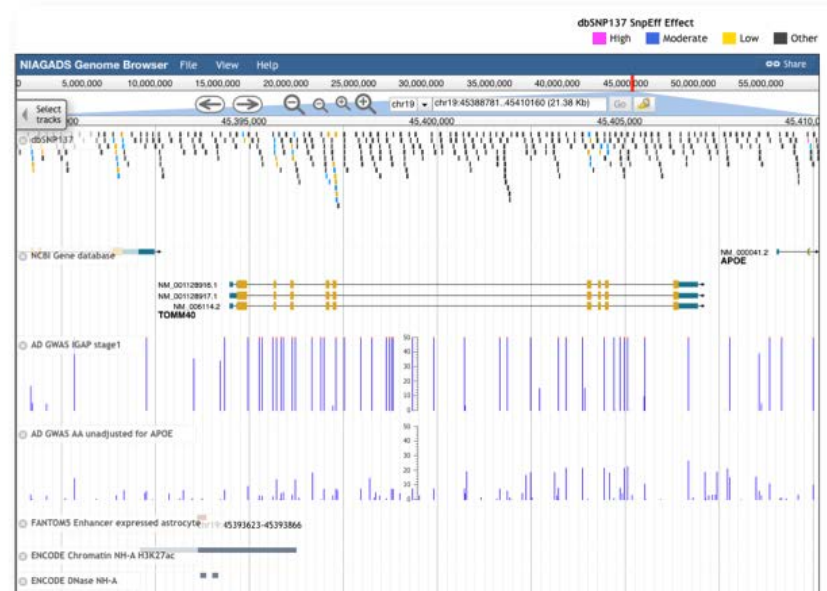 dbSNP137 SnpEff Effect
High Moderate Low Other
NIAGADS Genome Browser File View Help Share
0 5,000,000 10,000,000 15,000,000 20,000,000 25,000,000 30,000,000 35,000,000 40,000,000 45,000,000 50,000,000 55,000,000
Select tracks
chr19 chr19:45388781..45410160 (21.38 Kb) Go
45,395,000 45,400,000 45,405,000 45,410,0
dbSNP137
NCBI Gene database
NM_000041.2
APOE
NM_001128916.1
NM_001128917.1
NM_006114.2
TOMM40
AD GWAS IGAP stage1
50
40
30
20
10
0
AD GWAS AA unadjusted for APOE
50
40
30
20
10
0
FANTOM5 Enhancer expressed astrocyte
chr19: 45393623-45393866
ENCODE Chromatin NH-A H3K27ac
ENCODE DNase NH-A